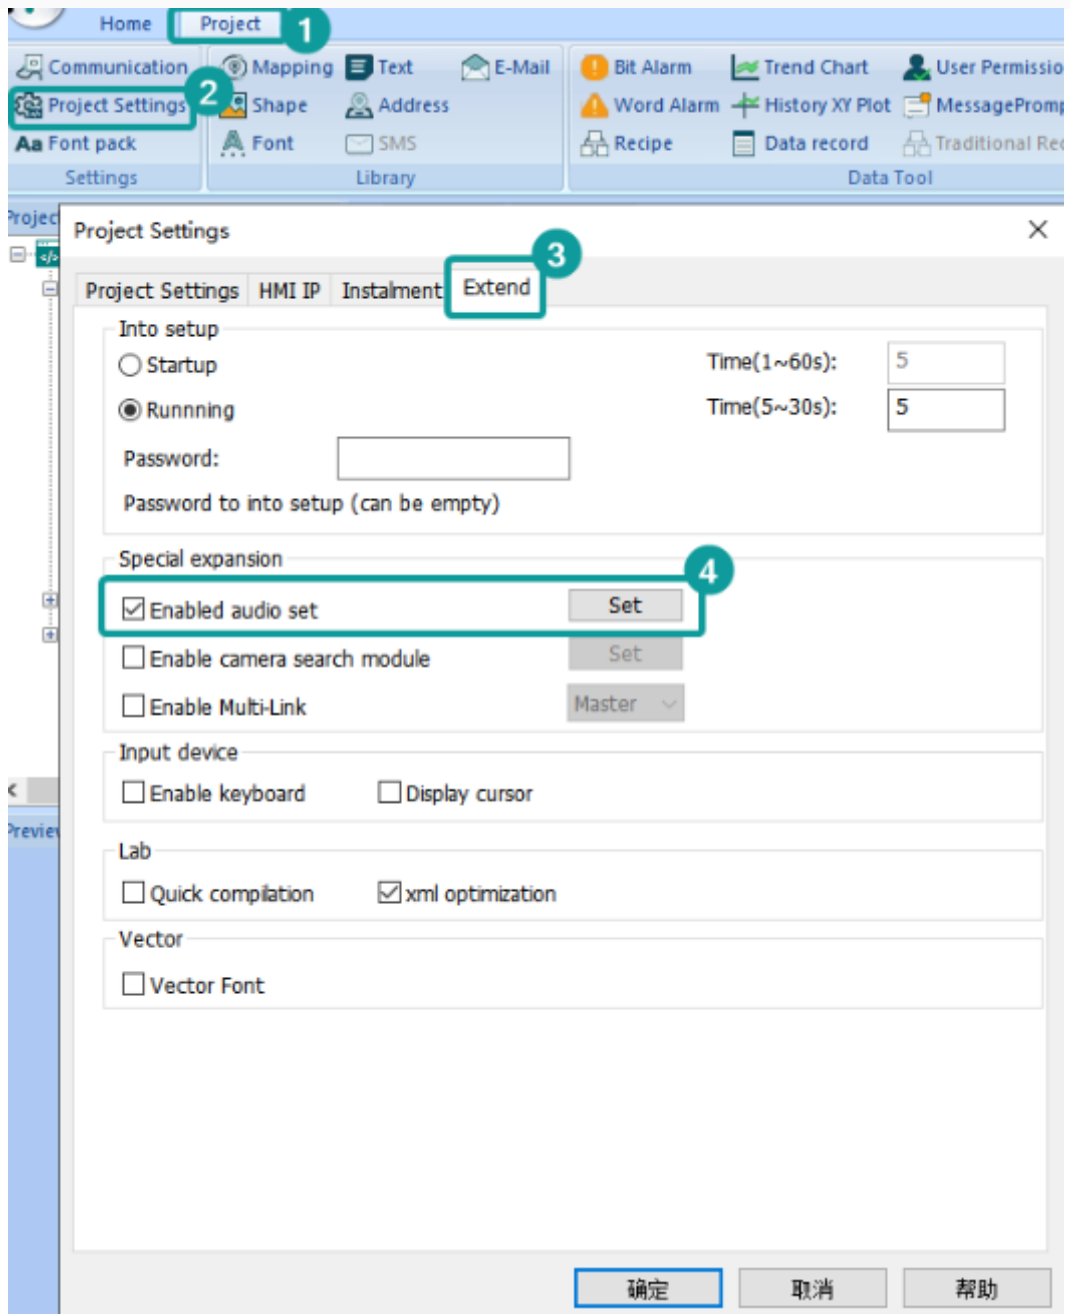 Home Project 1
Communication Mapping Text E-Mail Bit Alarm Trend Chart User Permissio
Project Settings 2 Shape Address Word Alarm History XY Plot MessagePromp
Aa Font pack Font SMS Recipe Data record Traditional Rec
Settings Library Data Tool
Project
Project Settings
3
Project Settings HMI IP Instalment Extend
Into setup
Startup Time(1~60s): 5
Runnning Time(5~30s): 5
Password:
Password to into setup (can be empty)
Special expansion
4
Enabled audio set Set
Enable camera search module Set
Enable Multi-Link Master
Input device
Enable keyboard Display cursor
Preview
Lab
Quick compilation xml optimization
Vector
Vector Font
确定 取消 帮助